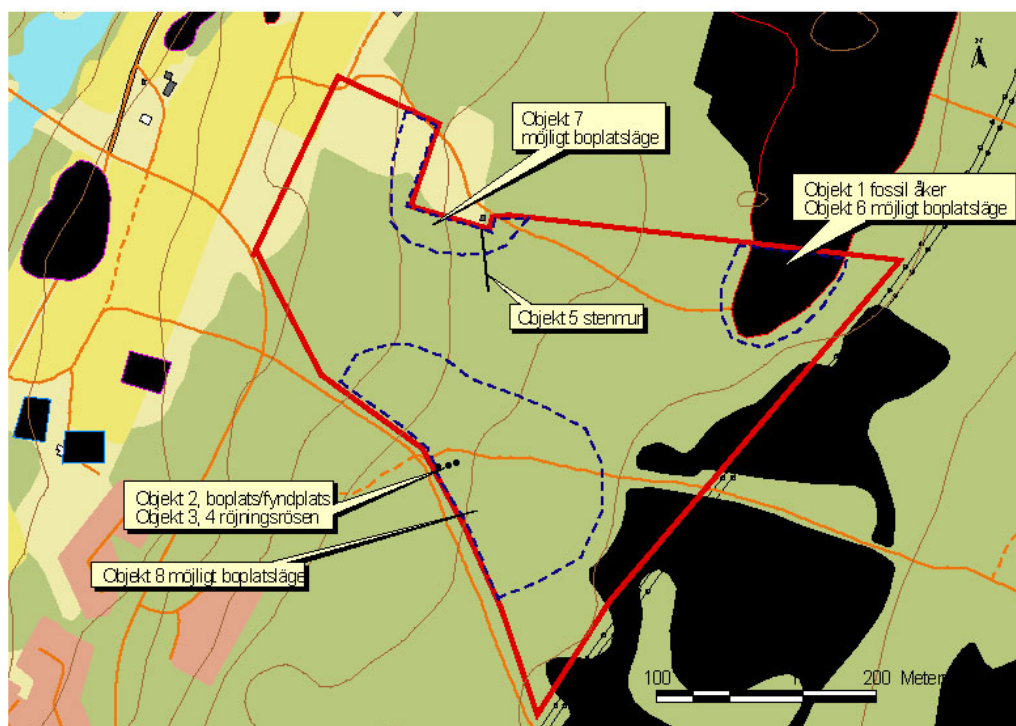 Objekt 7
möjligt boplatsläge
Objekt 1 fossil åker
Objekt 6 möjligt boplatsläge
Objekt 5 stenmur
Objekt 2, boplats/fyndplats
Objekt 3, 4 röjningsrösen
Objekt 8 möjligt boplatsläge
100
200 Meter